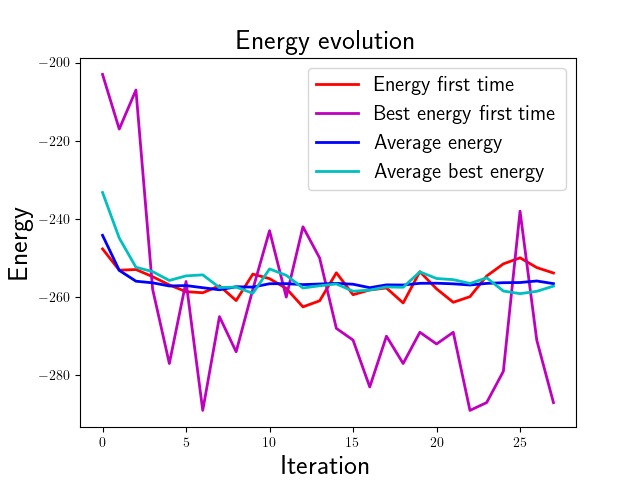 Energy evolution
Energy
−200
−220
−240
−260
−280
Energy first time
Best energy first time
Average energy
Average best energy
0 5 10 15 20 25
Iteration